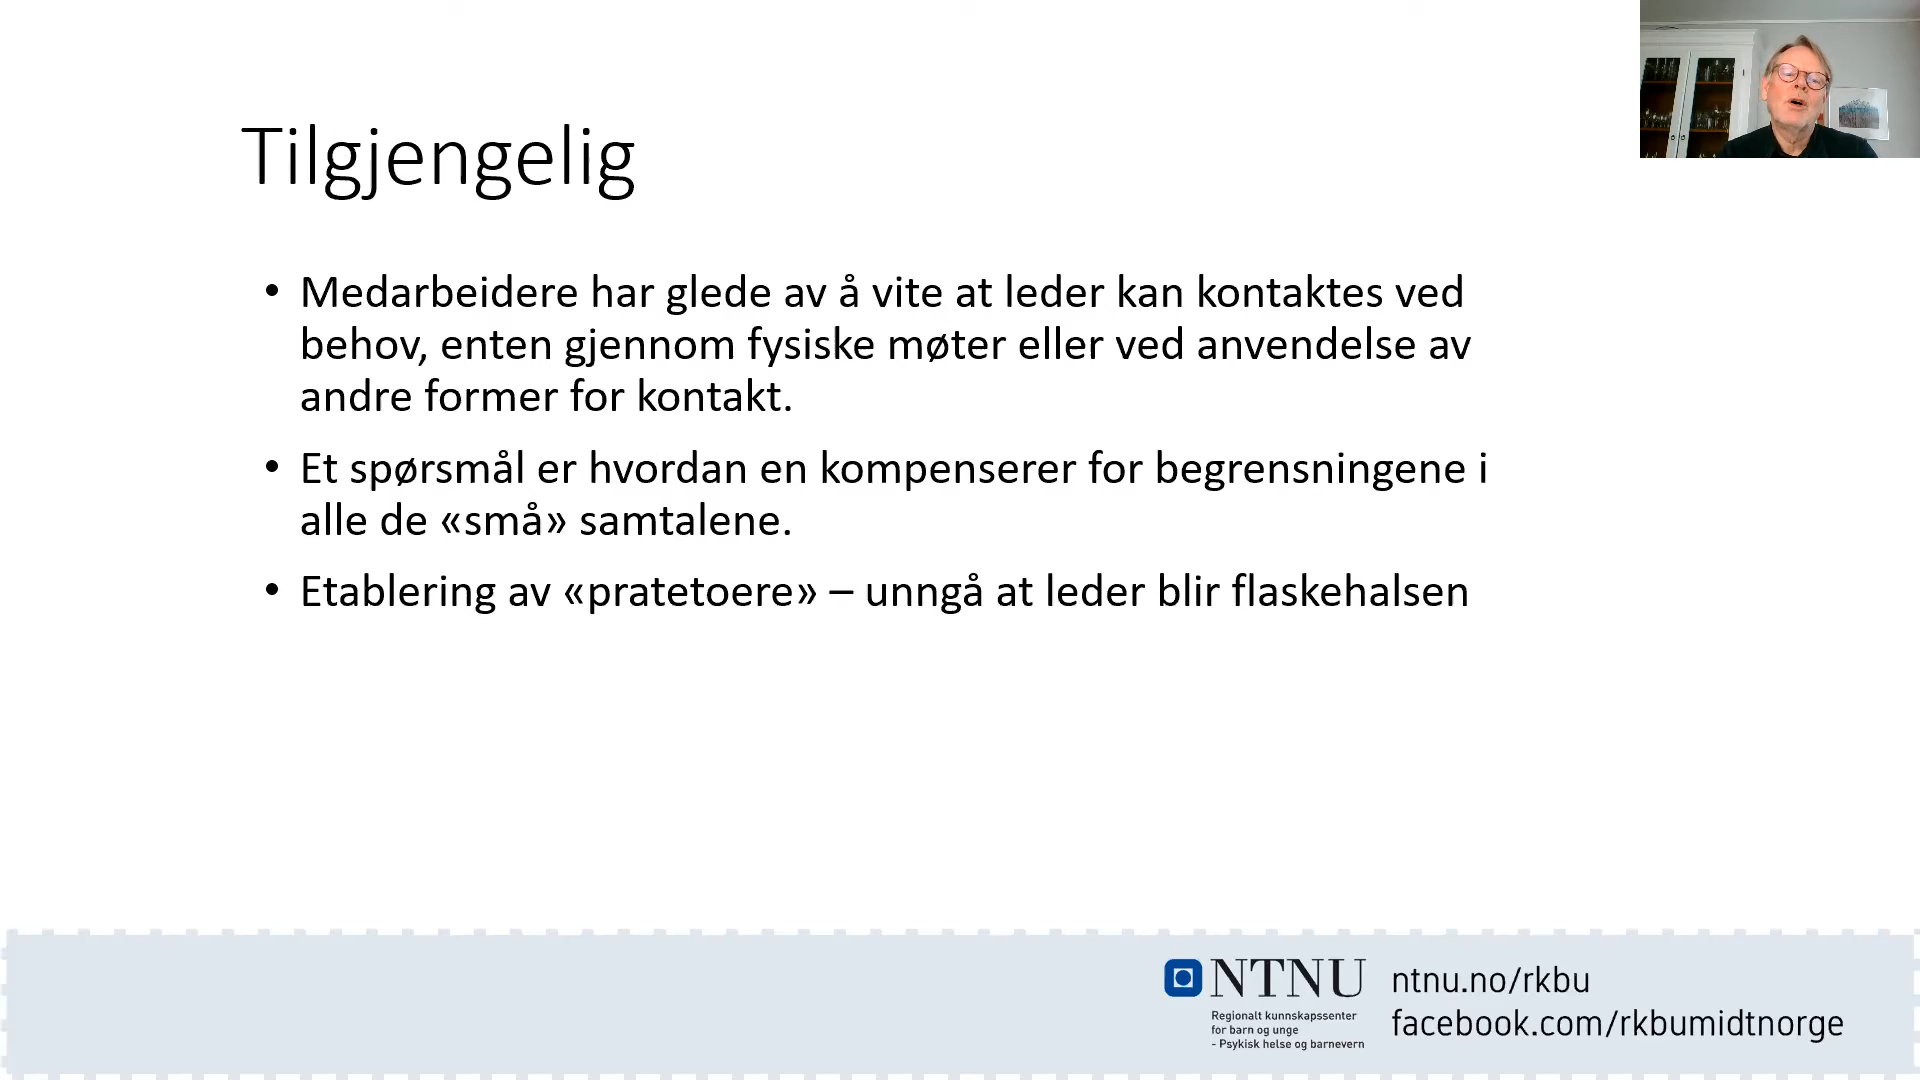 Tilgjengelig
• Medarbeidere har glede av å vite at leder kan kontaktes ved
behov, enten gjennom fysiske møter eller ved anvendelse av
andre former for kontakt.
• Et spørsmål er hvordan en kompenserer for begrensningene i
alle de «små» samtalene.
• Etablering av «pratetoere» – unngå at leder blir flaskehalsen
NTNU
Regionalt kunnskapssenter
for barn og unge
- Psykisk helse og barnevern
ntnu.no/rkbu
facebook.com/rkbumidtnorge